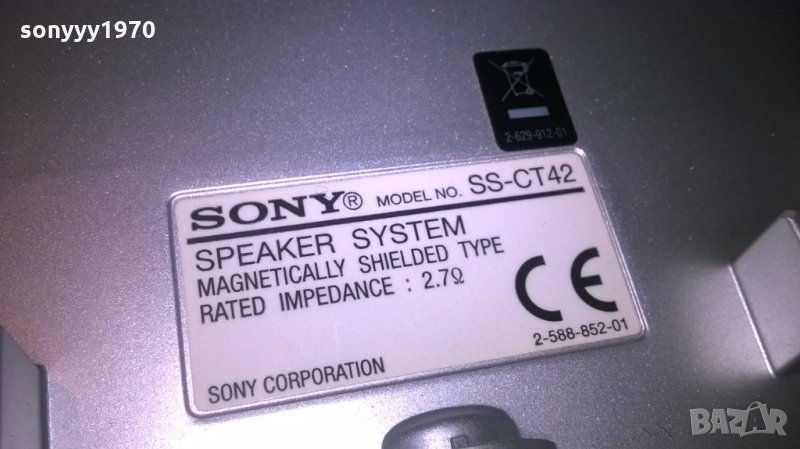 sonyyy1970
2-629-912-01
SONY® MODEL NO. SS-CT42
SPEAKER SYSTEM
MAGNETICALLY SHIELDED TYPE
RATED IMPEDANCE : 2.7Ω
CE
2-588-852-01
SONY CORPORATION
BAZAR